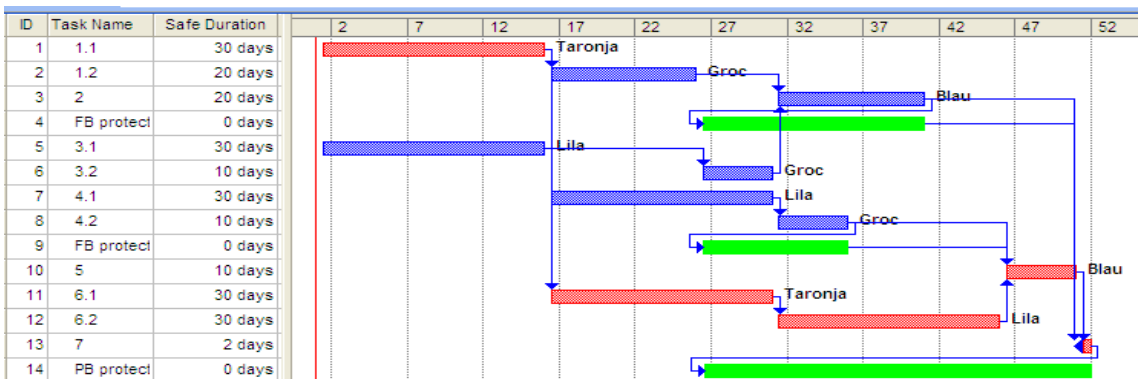 ID Task Name Safe Duration 2 7 12 17 22 27 32 37 42 47 52
1 1.1 30 days Taronja
2 1.2 20 days Groc
3 2 20 days Blau
4 FB protect 0 days
5 3.1 30 days Lila
6 3.2 10 days Groc
7 4.1 30 days Lila
8 4.2 10 days Groc
9 FB protect 0 days
10 5 10 days Blau
11 6.1 30 days Taronja
12 6.2 30 days Lila
13 7 2 days
14 PB protect 0 days